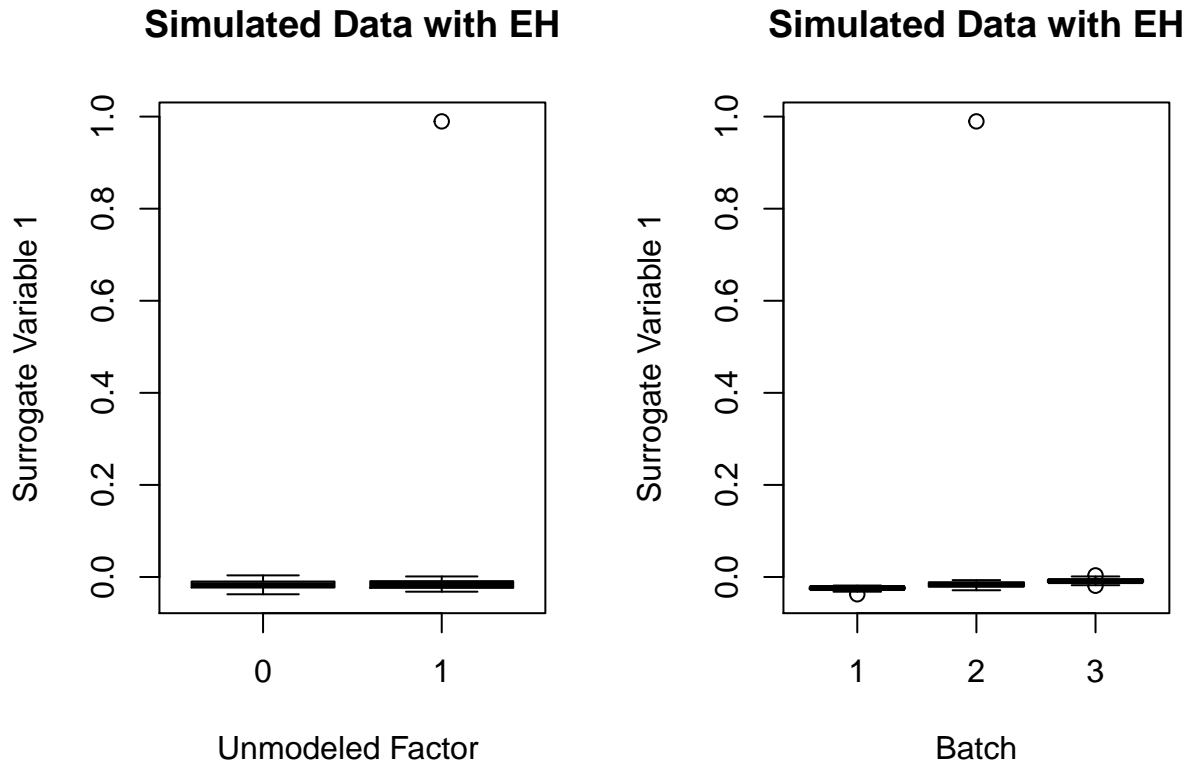 Simulated Data with EH
Surrogate Variable 1
1.0
0.8
0.6
0.4
0.2
0.0
0 1
Unmodeled Factor
Simulated Data with EH
Surrogate Variable 1
1.0
0.8
0.6
0.4
0.2
0.0
1 2 3
Batch